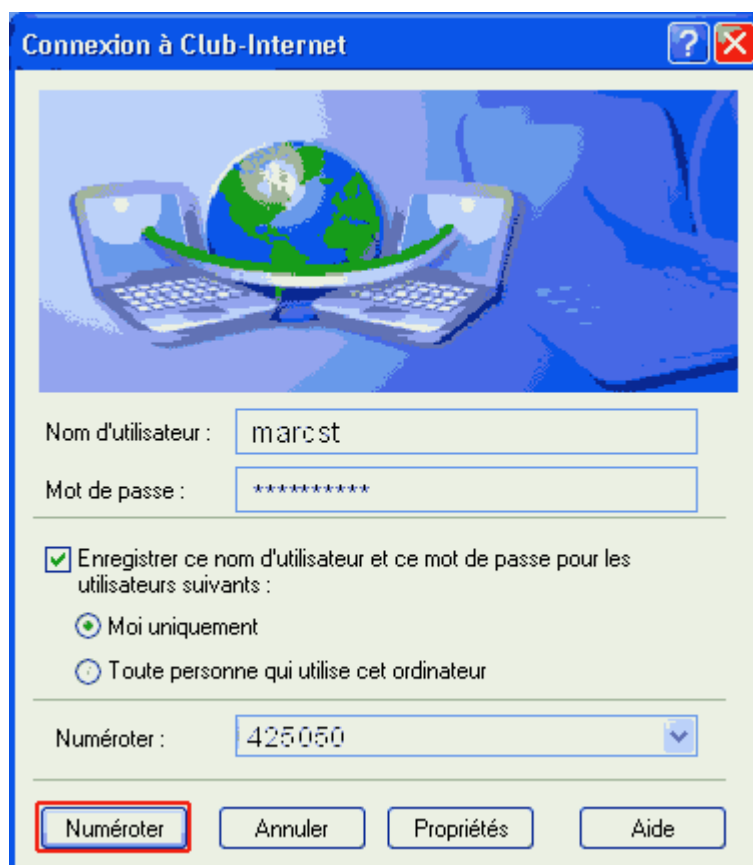 Connexion à Club-Internet
Nom d'utilisateur : marcst
Mot de passe : **********
Enregistrer ce nom d'utilisateur et ce mot de passe pour les
utilisateurs suivants :
Moi uniquement
Toute personne qui utilise cet ordinateur
Numéroter : 425050
Numéroter Annuler Propriétés Aide